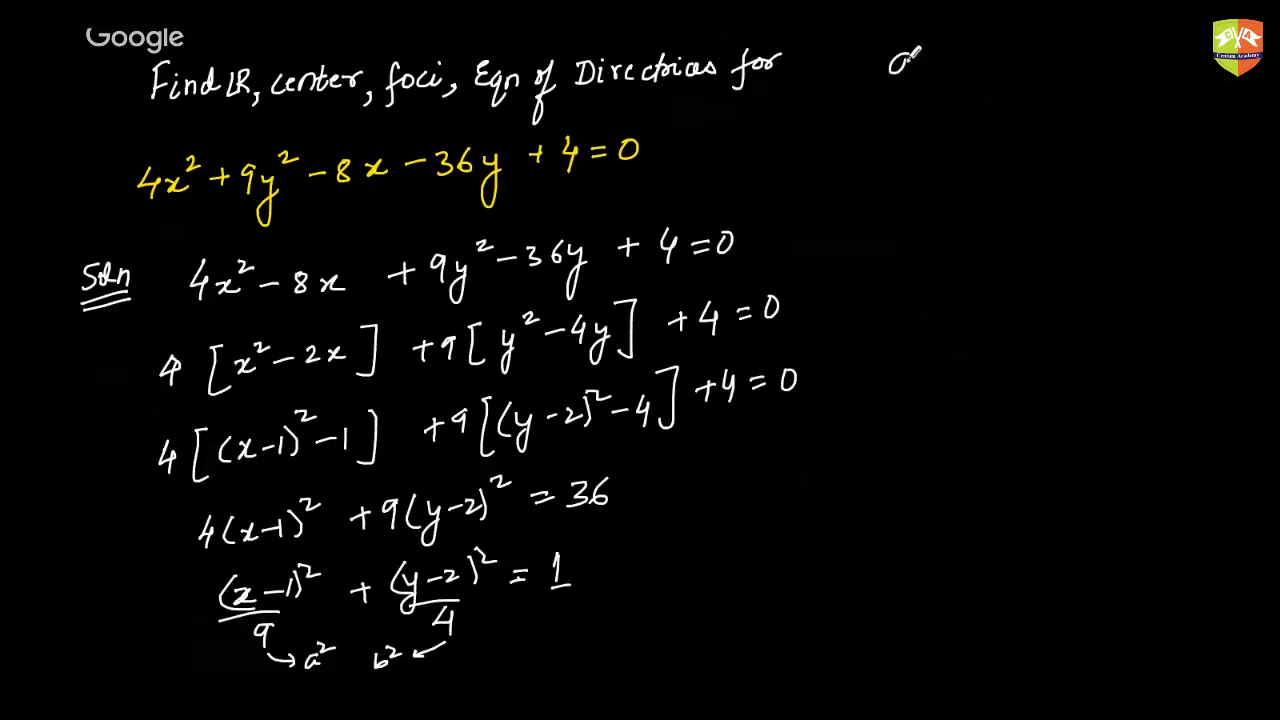 Google
Find LR, center, foci, Eqn of Directrices for a
4x² + 9y² - 8x - 36y + 4 = 0
Soln 4x² - 8x + 9y² - 36y + 4 = 0
4[x² - 2x] + 9[y² - 4y] + 4 = 0
4[(x-1)² - 1] + 9[(y-2)² - 4] + 4 = 0
4(x-1)² + 9(y-2)² = 36
(x-1)²/9 + (y-2)²/4 = 1
→ a² b² ←
Centum Academy